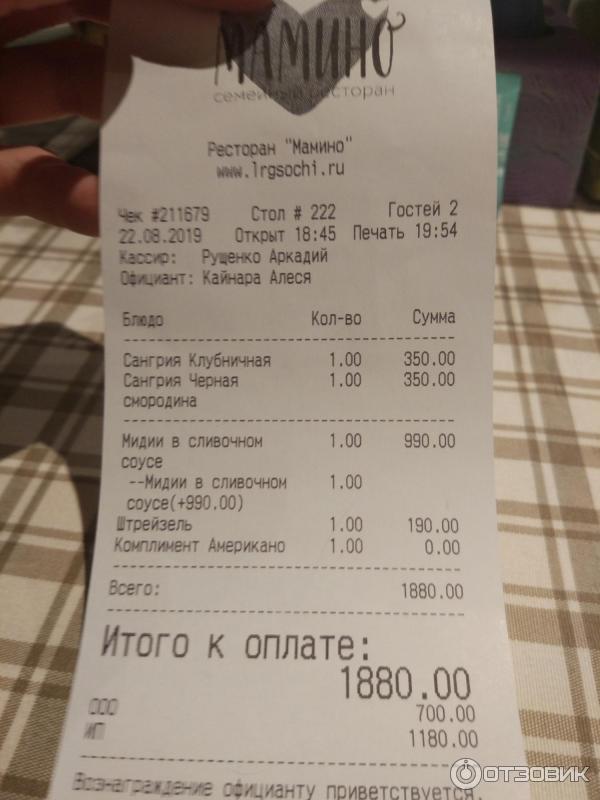 МАМИНО
семейный ресторан
Ресторан "Мамино"
www.lrgsochi.ru
Чек #211679 Стол # 222 Гостей 2
22.08.2019 Открыт 18:45 Печать 19:54
Кассир: Рущенко Аркадий
Официант: Кайнара Алеся
Блюдо Кол-во Сумма
Сангрия Клубничная 1.00 350.00
Сангрия Черная 1.00 350.00
смородина
Мидии в сливочном 1.00 990.00
соусе
--Мидии в сливочном 1.00
соусе(+990.00)
Штрейзель 1.00 190.00
Комплимент Американо 1.00 0.00
Всего: 1880.00
Итого к оплате:
1880.00
ООО 700.00
ИП 1180.00
Вознаграждение официанту приветствуется.
ОТЗОВИК